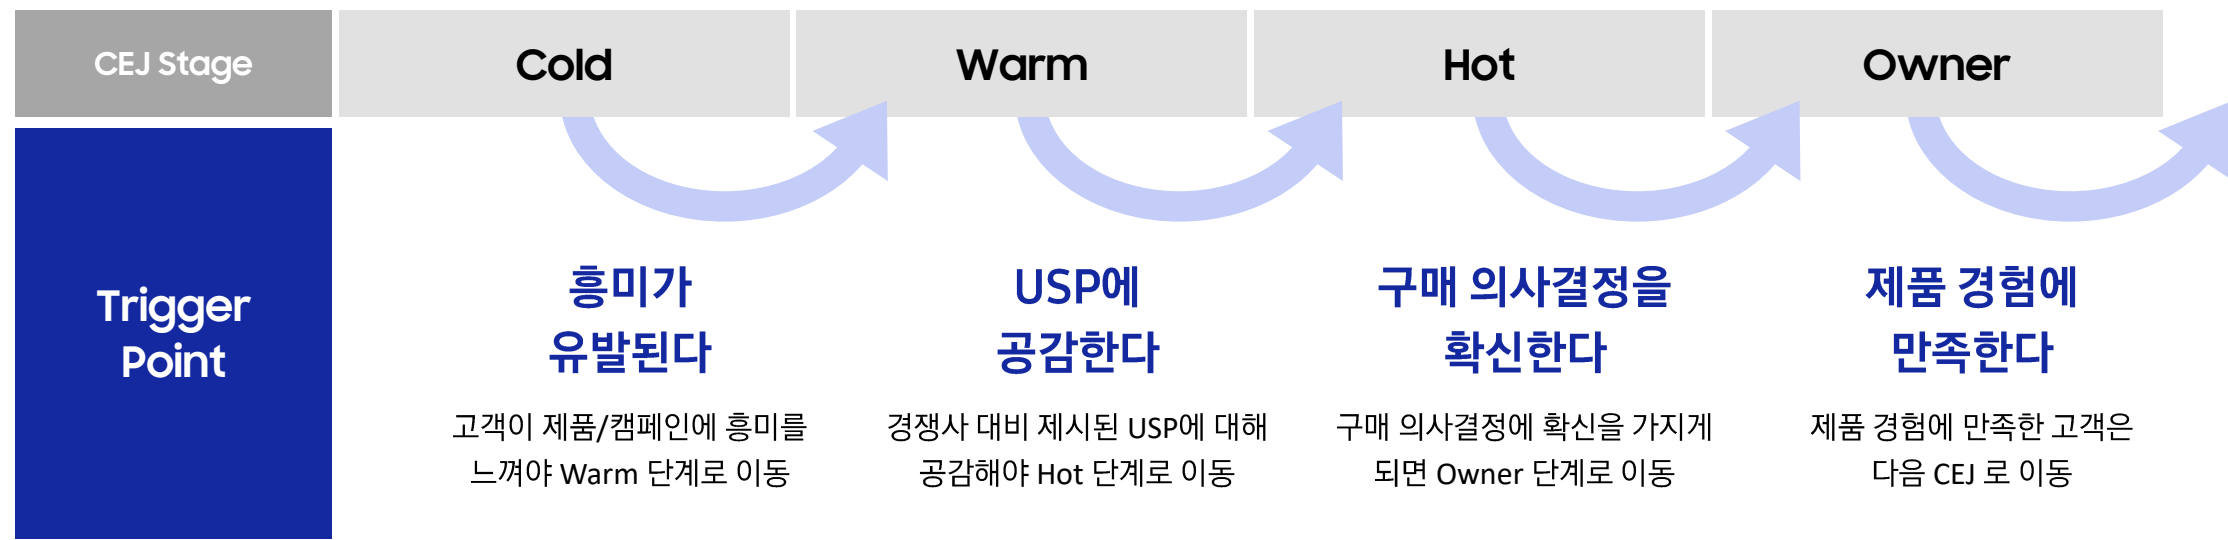 CEJ Stage
Cold
Warm
Hot
Owner
Trigger
Point
흥미가
유발된다
고객이 제품/캠페인에 흥미를
느껴야 Warm 단계로 이동
USP에
공감한다
경쟁사 대비 제시된 USP에 대해
공감해야 Hot 단계로 이동
구매 의사결정을
확신한다
구매 의사결정에 확신을 가지게
되면 Owner 단계로 이동
제품 경험에
만족한다
제품 경험에 만족한 고객은
다음 CEJ 로 이동